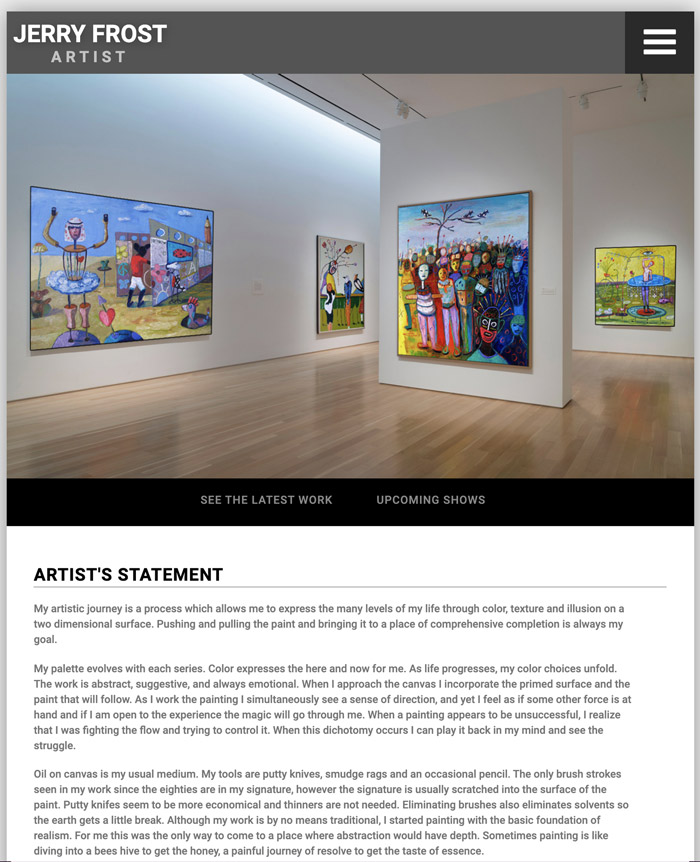 JERRY FROST
ARTIST
SEE THE LATEST WORK
UPCOMING SHOWS
ARTIST'S STATEMENT
My artistic journey is a process which allows me to express the many levels of my life through color, texture and illusion on a
two dimensional surface. Pushing and pulling the paint and bringing it to a place of comprehensive completion is always my
goal.
My palette evolves with each series. Color expresses the here and now for me. As life progresses, my color choices unfold.
The work is abstract, suggestive, and always emotional. When I approach the canvas I incorporate the primed surface and the
paint that will follow. As I work the painting I simultaneously see a sense of direction, and yet I feel as if some other force is at
hand and if I am open to the experience the magic will go through me. When a painting appears to be unsuccessful, I realize
that I was fighting the flow and trying to control it. When this dichotomy occurs I can play it back in my mind and see the
struggle.
Oil on canvas is my usual medium. My tools are putty knives, smudge rags and an occasional pencil. The only brush strokes
seen in my work since the eighties are in my signature, however the signature is usually scratched into the surface of the
paint. Putty knifes seem to be more economical and thinners are not needed. Eliminating brushes also eliminates solvents so
the earth gets a little break. Although my work is by no means traditional, I started painting with the basic foundation of
realism. For me this was the only way to come to a place where abstraction would have depth. Sometimes painting is like
diving into a bees hive to get the honey, a painful journey of resolve to get the taste of essence.